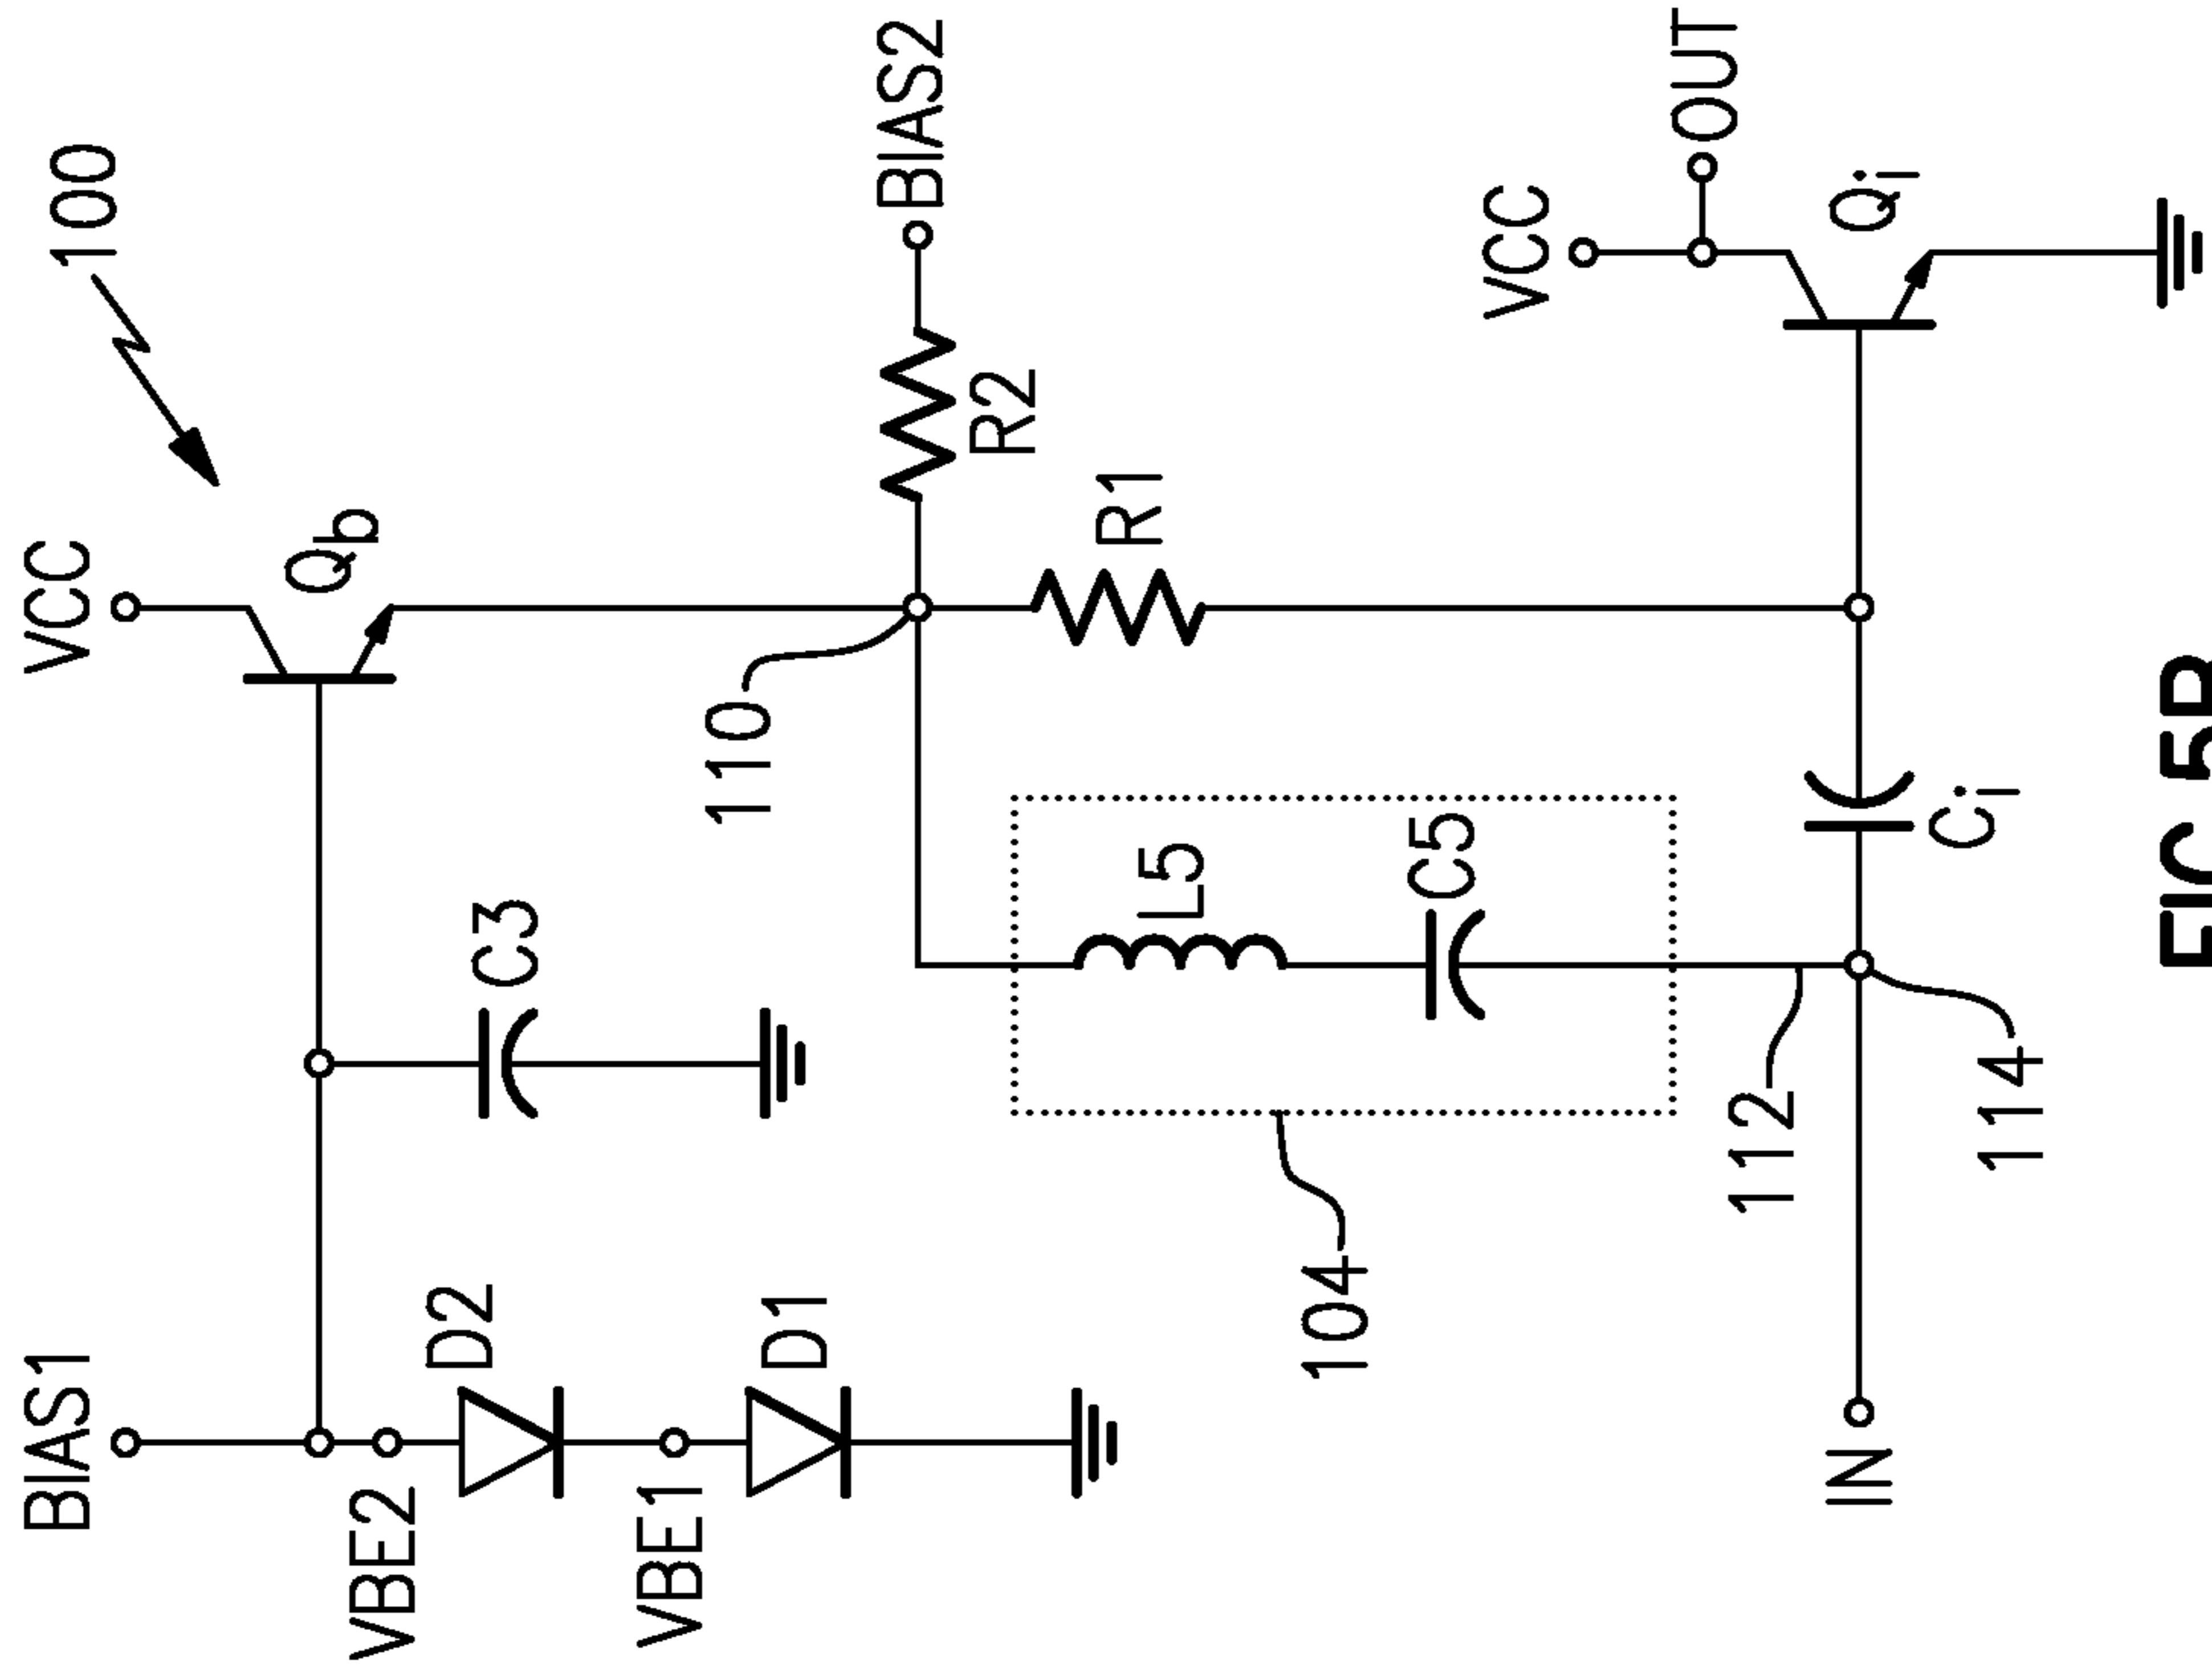 100
BIAS1
VCC
Qb
VBE2
D2
C3
VBE1
D1
110
BIAS2
R2
R1
L5
C5
104
VCC
OUT
Qi
112
IN
Ci
114
FIG